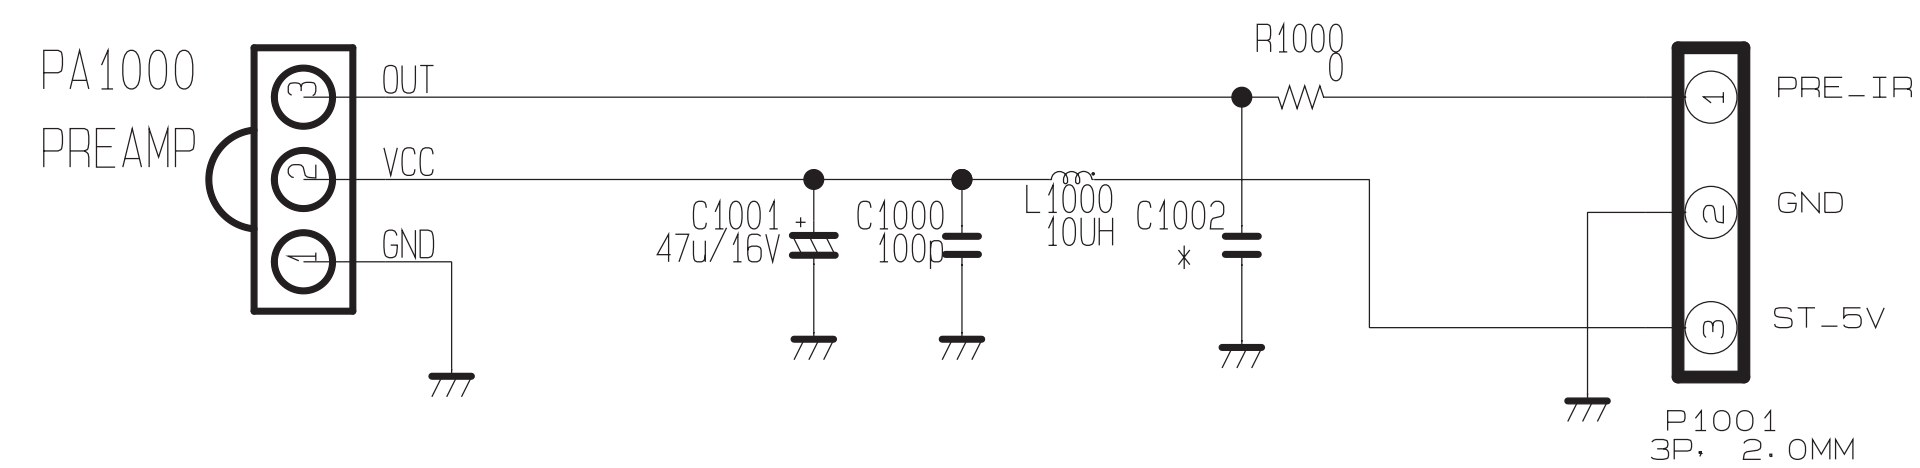 PA1000
PREAMP
3
2
1
OUT
VCC
GND
C1001
+
47u/16V
C1000
100p
L1000
10UH
C1002
*
R1000
0
1
2
3
PRE_IR
GND
ST_5V
P1001
3P, 2.0MM